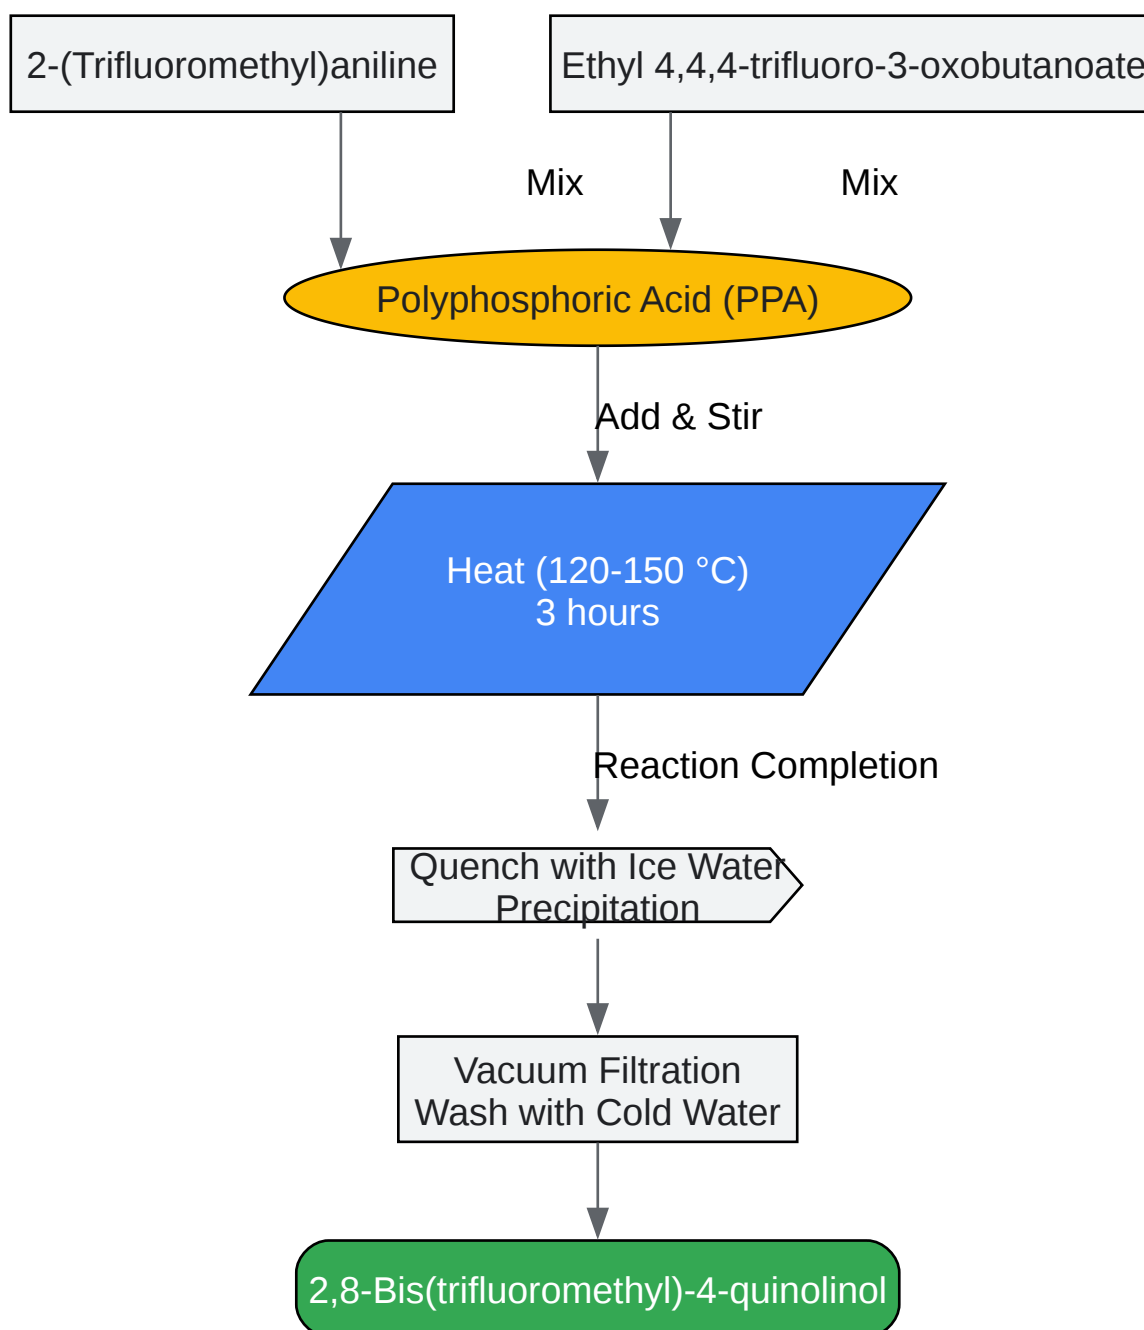 2-(Trifluoromethyl)aniline
Ethyl 4,4,4-trifluoro-3-oxobutanoate
Mix
Mix
Polyphosphoric Acid (PPA)
Add & Stir
Heat (120-150 °C)
3 hours
Reaction Completion
Quench with Ice Water
Precipitation
Vacuum Filtration
Wash with Cold Water
2,8-Bis(trifluoromethyl)-4-quinolinol